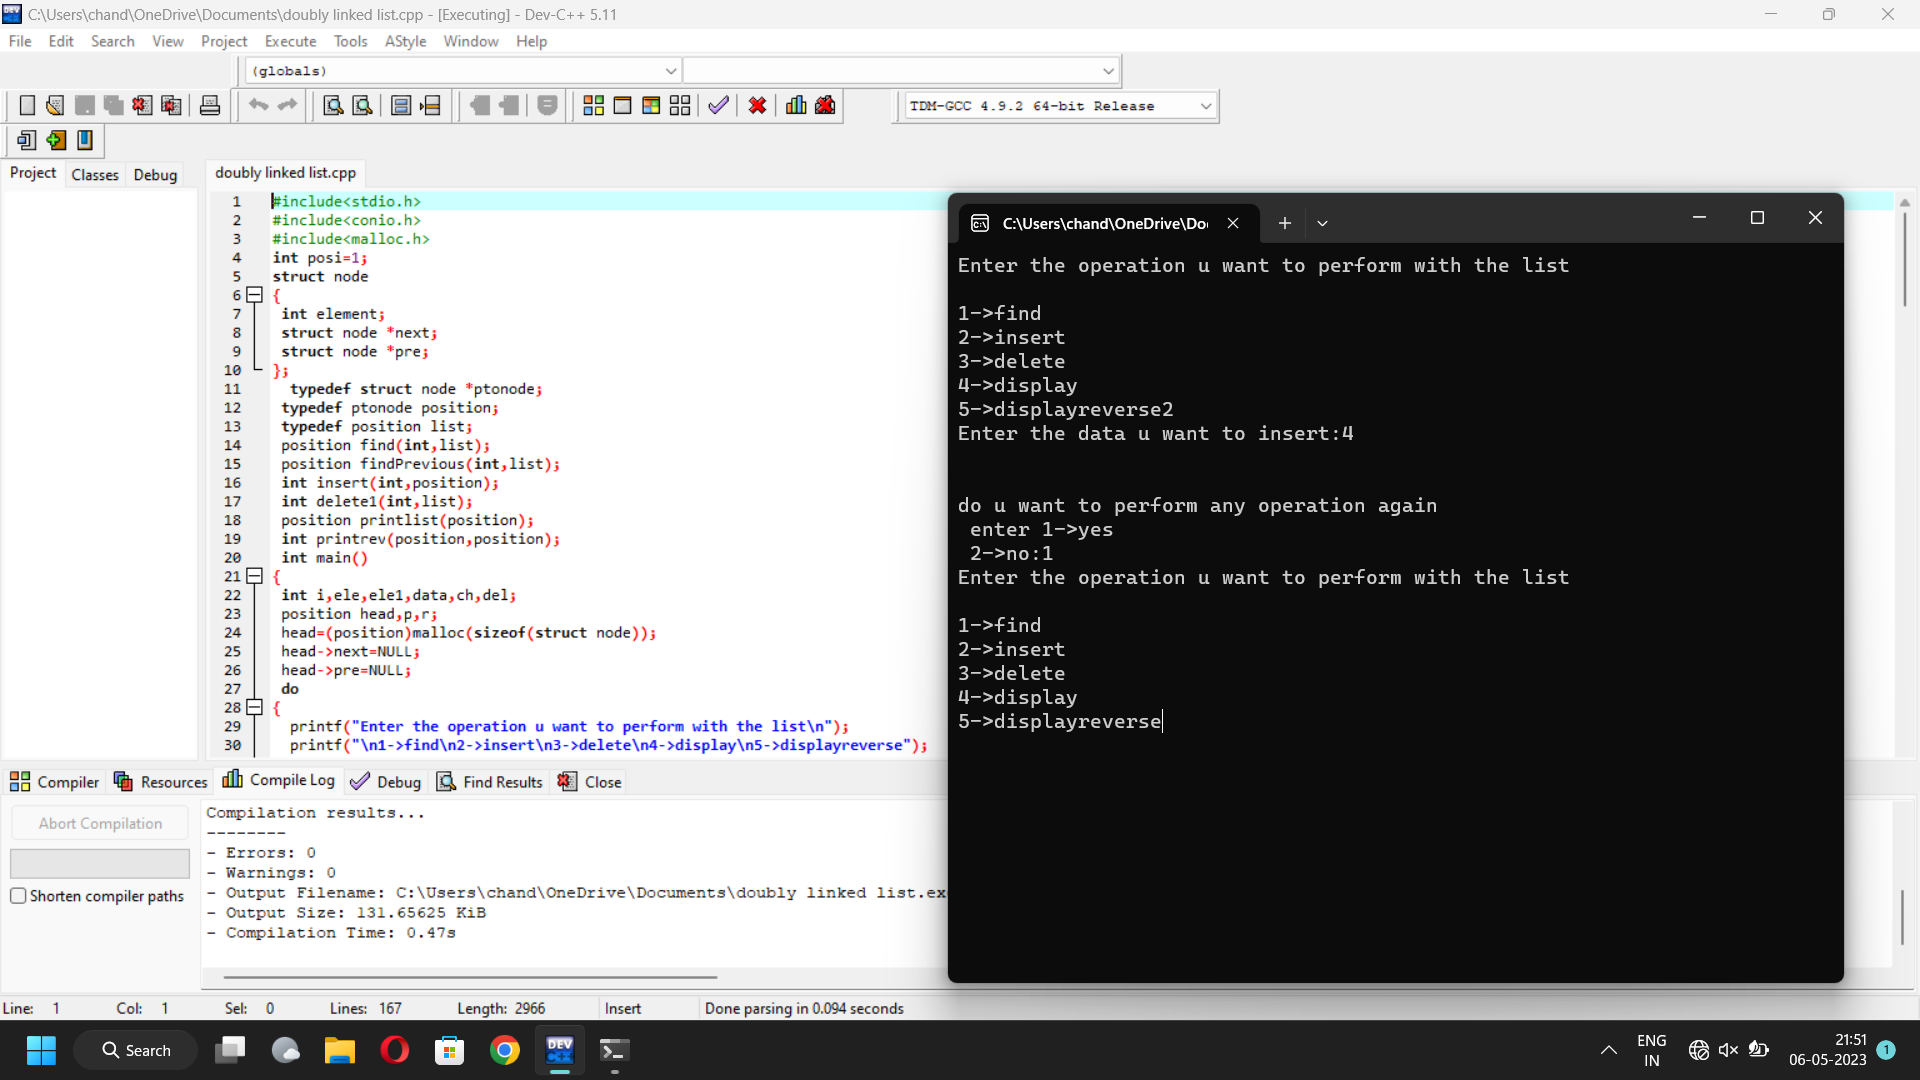 C:\Users\chand\OneDrive\Documents\doubly linked list.cpp - [Executing] - Dev-C++ 5.11
File Edit Search View Project Execute Tools AStyle Window Help
(globals)
TDM-GCC 4.9.2 64-bit Release
Project Classes Debug
doubly linked list.cpp
1 #include<stdio.h>
2 #include<conio.h>
3 #include<malloc.h>
4 int posi=1;
5 struct node
6 {
7 int element;
8 struct node *next;
9 struct node *pre;
10 };
11 typedef struct node *ptonode;
12 typedef ptonode position;
13 typedef position list;
14 position find(int,list);
15 position findPrevious(int,list);
16 int insert(int,position);
17 int delete1(int,list);
18 position printlist(position);
19 int printrev(position,position);
20 int main()
21 {
22 int i,ele,ele1,data,ch,del;
23 position head,p,r;
24 head=(position)malloc(sizeof(struct node));
25 head->next=NULL;
26 head->pre=NULL;
27 do
28 {
29 printf("Enter the operation u want to perform with the list\n");
30 printf("\n1->find\n2->insert\n3->delete\n4->display\n5->displayreverse");
C:\Users\chand\OneDrive\Do
Enter the operation u want to perform with the list
1->find
2->insert
3->delete
4->display
5->displayreverse2
Enter the data u want to insert:4
do u want to perform any operation again
enter 1->yes
2->no:1
Enter the operation u want to perform with the list
1->find
2->insert
3->delete
4->display
5->displayreverse
Compiler Resources Compile Log Debug Find Results Close
Abort Compilation
Shorten compiler paths
Compilation results...
--------
- Errors: 0
- Warnings: 0
- Output Filename: C:\Users\chand\OneDrive\Documents\doubly linked list.ex
- Output Size: 131.65625 KiB
- Compilation Time: 0.47s
Line: 1 Col: 1 Sel: 0 Lines: 167 Length: 2966 Insert Done parsing in 0.094 seconds
Search
DEV C++
ENG
IN
21:51
06-05-2023
1